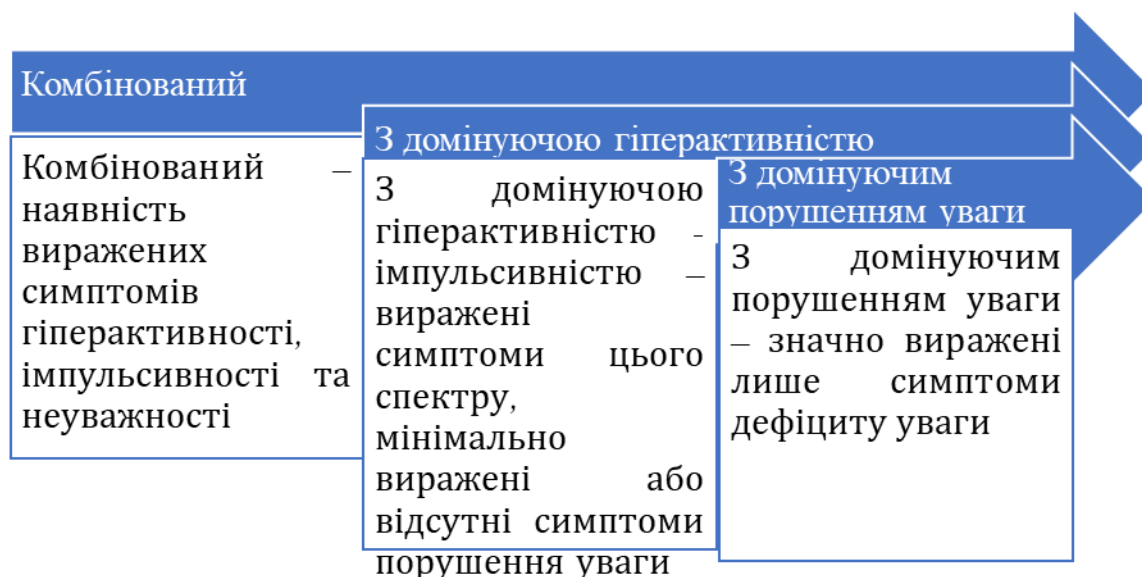 Комбінований
Комбінований –
наявність
виражених
симптомів
гіперактивності,
імпульсивності та
неуважності
З домінуючою гіперактивністю
З домінуючою
гіперактивністю -
імпульсивністю –
виражені
симптоми цього
спектру,
мінімально
виражені або
відсутні симптоми
порушення уваги
З домінуючим
порушенням уваги
З домінуючим
порушенням уваги
– значно виражені
лише симптоми
дефіциту уваги